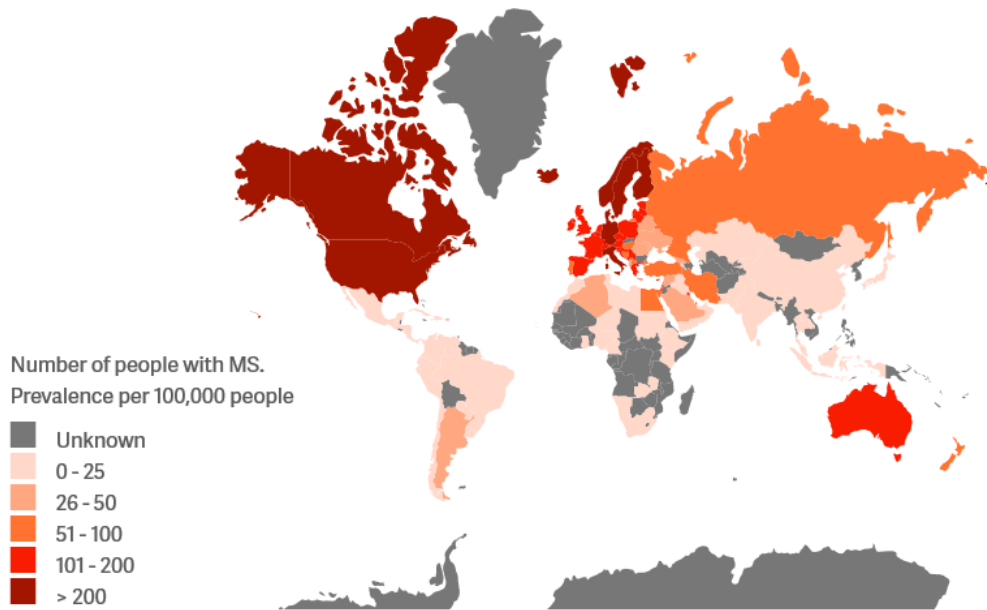 Number of people with MS.
Prevalence per 100,000 people
Unknown
0 - 25
26 - 50
51 - 100
101 - 200
> 200